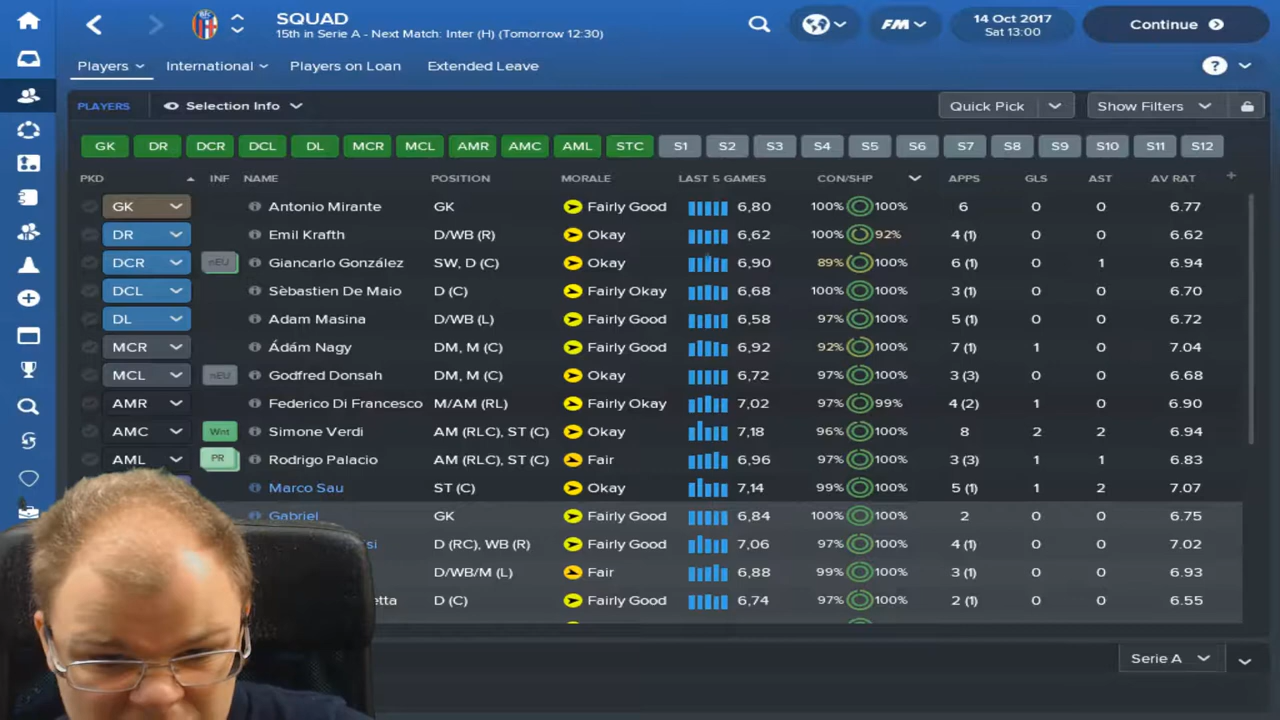 SQUAD
15th in Serie A - Next Match: Inter (H) (Tomorrow 12:30)
FM
14 Oct 2017
Sat 13:00
Continue
Players International Players on Loan Extended Leave
?
PLAYERS Selection Info Quick Pick Show Filters
GK DR DCR DCL DL MCR MCL AMR AMC AML STC S1 S2 S3 S4 S5 S6 S7 S8 S9 S10 S11 S12
PKD INF NAME POSITION MORALE LAST 5 GAMES CON/SHP APPS GLS AST AV RAT +
GK Antonio Mirante GK Fairly Good 6,80 100% 100% 6 0 0 6.77
DR Emil Krafth D/WB (R) Okay 6,62 100% 92% 4 (1) 0 0 6.62
DCR nEU Giancarlo González SW, D (C) Okay 6,90 89% 100% 6 (1) 0 1 6.94
DCL Sèbastien De Maio D (C) Fairly Okay 6,68 100% 100% 3 (1) 0 0 6.70
DL Adam Masina D/WB (L) Fairly Good 6,58 97% 100% 5 (1) 0 0 6.72
MCR Ádám Nagy DM, M (C) Fairly Good 6,92 92% 100% 7 (1) 1 0 7.04
MCL nEU Godfred Donsah DM, M (C) Okay 6,72 97% 100% 3 (3) 0 0 6.68
AMR Federico Di Francesco M/AM (RL) Fairly Okay 7,02 97% 99% 4 (2) 1 0 6.90
AMC Wnt Simone Verdi AM (RLC), ST (C) Okay 7,18 96% 100% 8 2 2 6.94
AML PR Rodrigo Palacio AM (RLC), ST (C) Fair 6,96 97% 100% 3 (3) 1 1 6.83
Marco Sau ST (C) Okay 7,14 99% 100% 5 (1) 1 2 7.07
Gabriel GK Fairly Good 6,84 100% 100% 2 0 0 6.75
si D (RC), WB (R) Fairly Good 7,06 97% 100% 4 (1) 0 0 7.02
D/WB/M (L) Fair 6,88 99% 100% 3 (1) 0 0 6.93
etta D (C) Fairly Good 6,74 97% 100% 2 (1) 0 0 6.55
Serie A